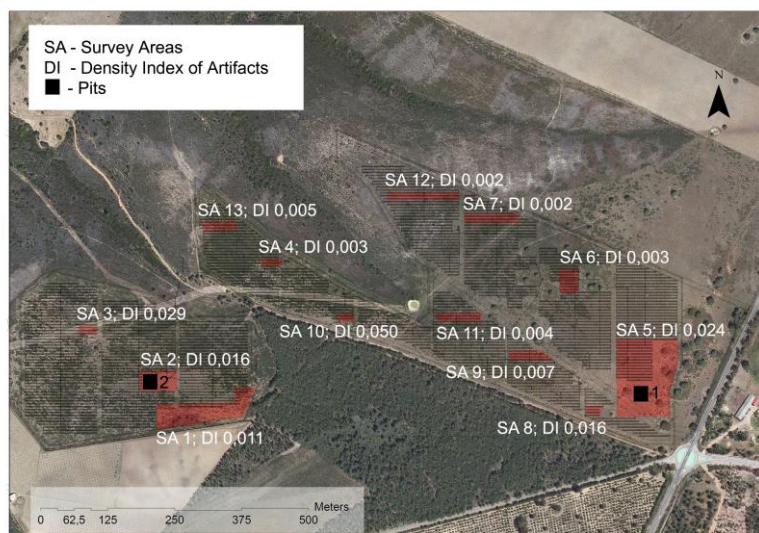 SA - Survey Areas
DI - Density Index of Artifacts
- Pits
N
SA 12; DI 0,002
SA 7; DI 0,002
SA 13; DI 0,005
SA 4; DI 0,003
SA 6; DI 0,003
SA 3; DI 0,029
SA 10; DI 0,050
SA 11; DI 0,004
SA 5; DI 0,024
SA 2; DI 0,016
2
SA 9; DI 0,007
1
SA 8; DI 0,016
SA 1; DI 0,011
Meters
0 62,5 125 250 375 500